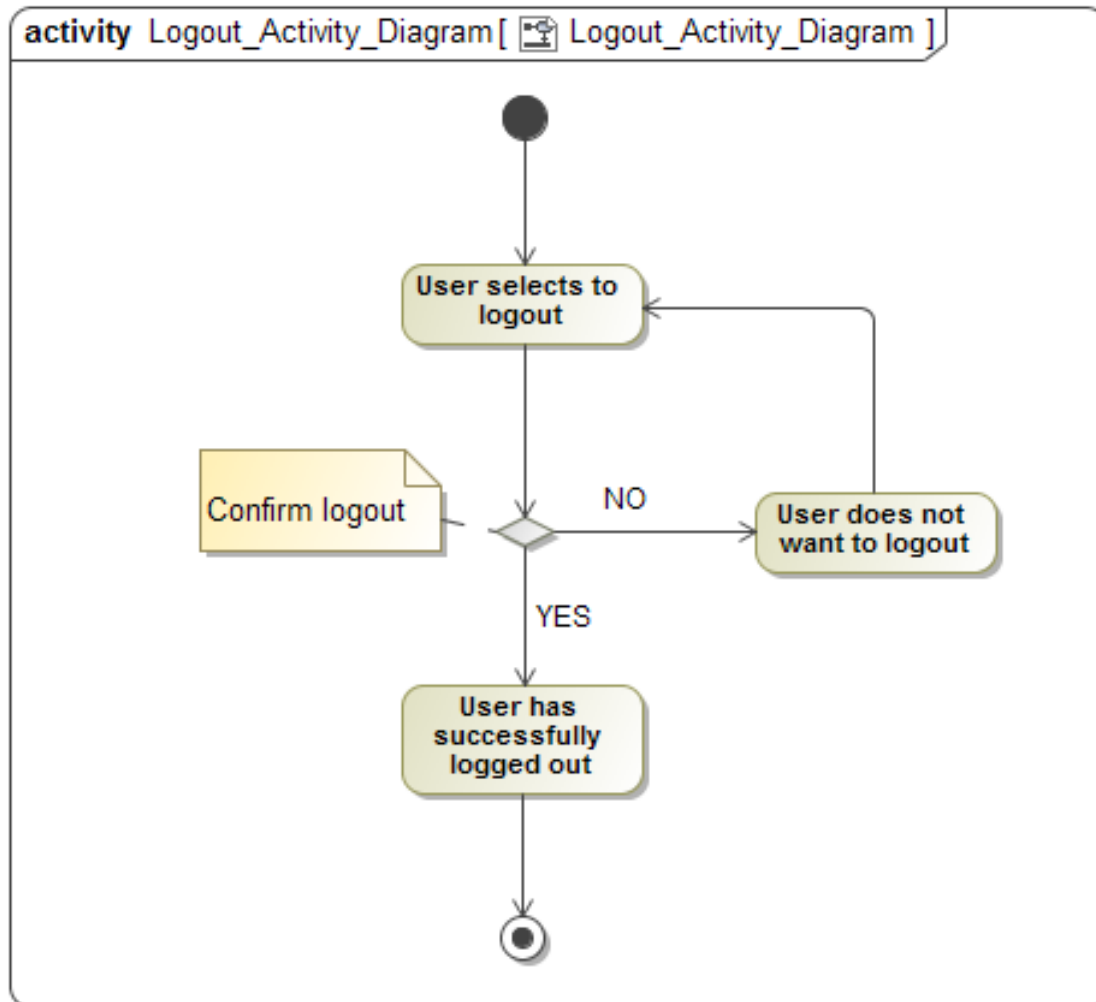 activity Logout_Activity_Diagram[ Logout_Activity_Diagram ]
User selects to
logout
Confirm logout
NO
User does not
want to logout
YES
User has
successfully
logged out